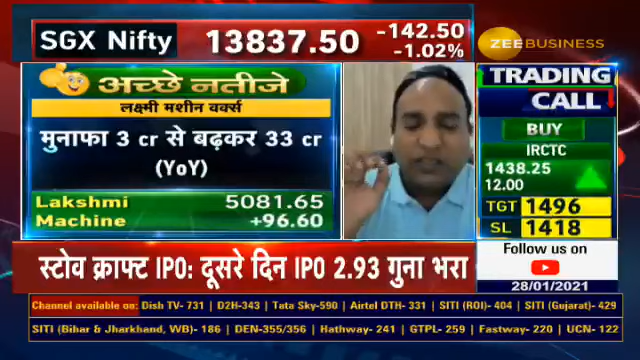 SGX Nifty 13837.50 -142.50
-1.02%
ZEE BUSINESS
अच्छे नतीजे
लक्ष्मी मशीन वर्क्स
मुनाफा 3 cr से बढ़कर 33 cr
(YoY)
Lakshmi 5081.65
Machine +96.60
TRADING
CALL
BUY
IRCTC
1438.25
12.00
TGT 1496
SL 1418
स्टोव क्राफ्ट IPO: दूसरे दिन IPO 2.93 गुना भरा
Follow us on
28/01/2021
Channel available on: Dish TV- 731 | D2H-343 | Tata Sky-590 | Airtel DTH- 331 | SITI (ROI)- 404 | SITI (Gujarat)- 429
SITI (Bihar & Jharkhand, WB)- 186 | DEN-355/356 | Hathway- 241 | GTPL- 259 | Fastway- 220 | UCN- 122